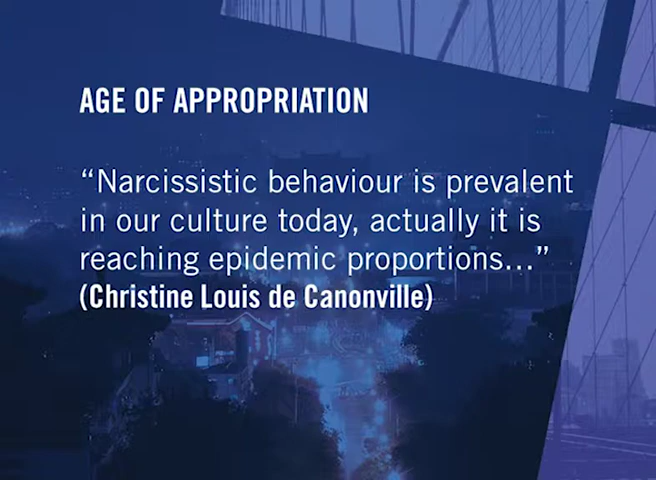 AGE OF APPROPRIATION
“Narcissistic behaviour is prevalent
in our culture today, actually it is
reaching epidemic proportions…”
(Christine Louis de Canonville)